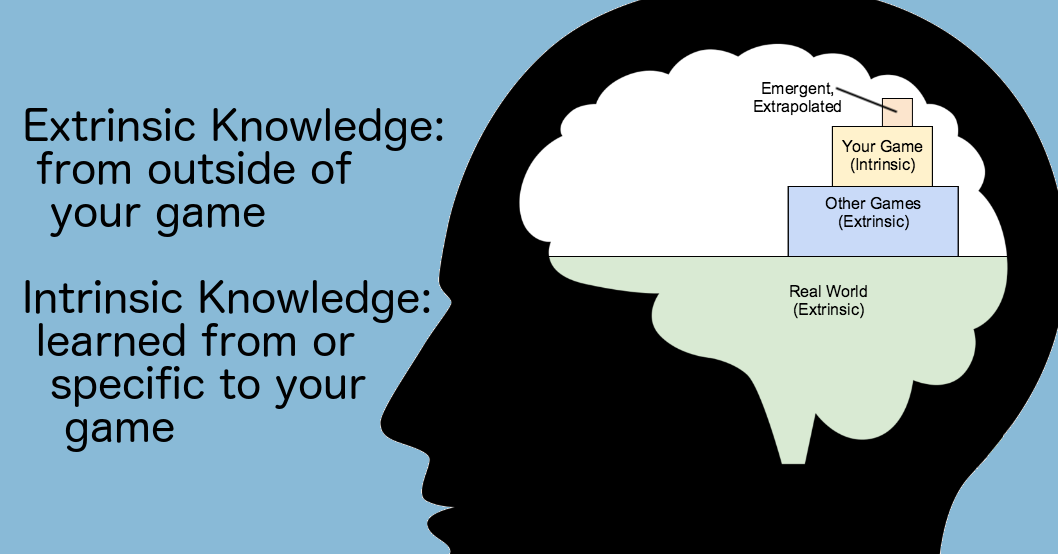 Extrinsic Knowledge:
from outside of
your game
Intrinsic Knowledge:
learned from or
specific to your
game
Emergent,
Extrapolated
Your Game
(Intrinsic)
Other Games
(Extrinsic)
Real World
(Extrinsic)